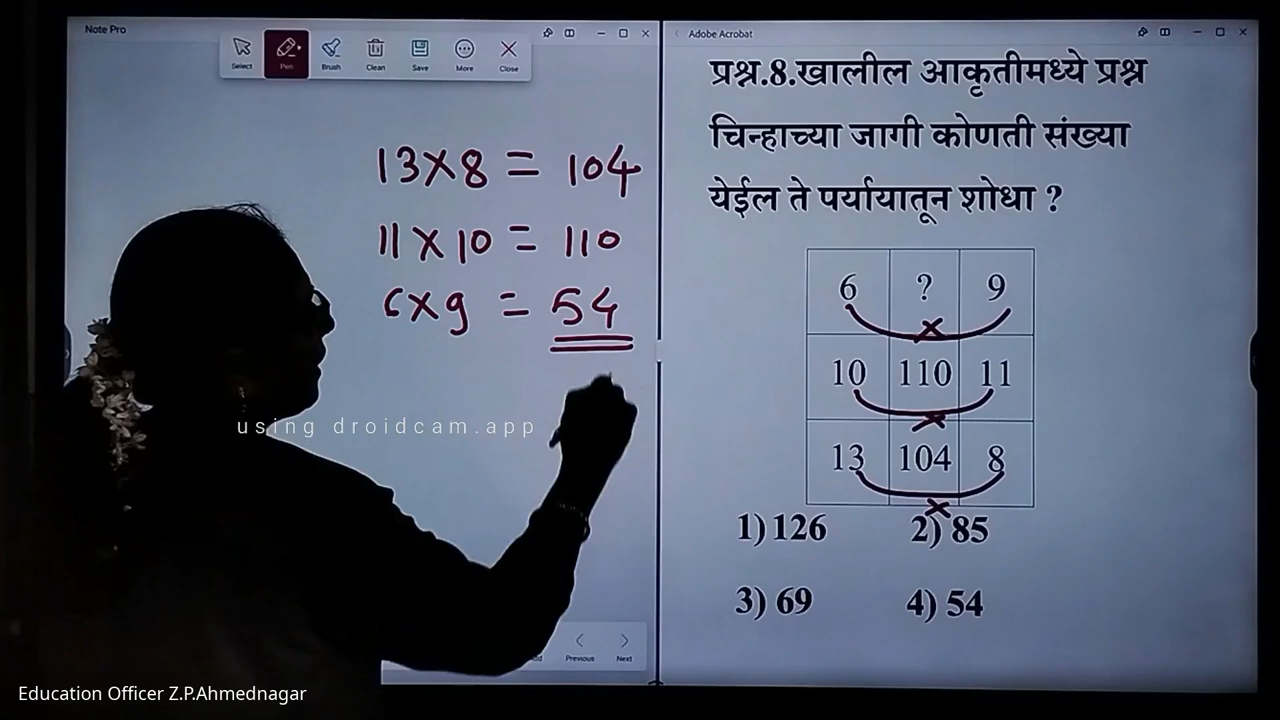 Note Pro
Select Pen Brush Clean Save More Close
13×8 = 104
11×10 = 110
6×9 = 54
using droidcam.app
Previous Next
Education Officer Z.P.Ahmednagar
Adobe Acrobat
प्रश्न.8.खालील आकृतीमध्ये प्रश्न
चिन्हाच्या जागी कोणती संख्या
येईल ते पर्यायातून शोधा ?
6 ? 9
×
10 110 11
×
13 104 8
×
1) 126 2) 85
3) 69 4) 54